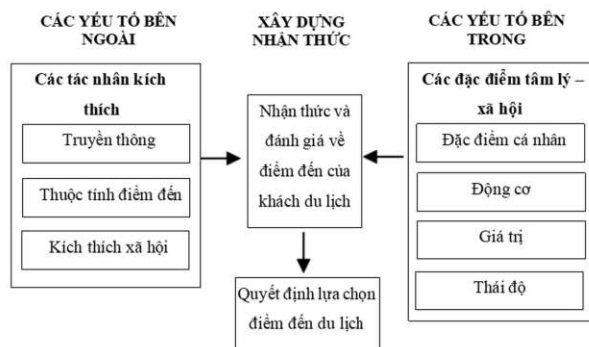 CÁC YẾU TỐ BÊN
NGOÀI
Các tác nhân kích
thích
Truyền thông
Thuộc tính điểm đến
Kích thích xã hội
XÂY DỰNG
NHẬN THỨC
Nhận thức và
đánh giá về
điểm đến của
khách du lịch
Quyết định lựa chọn
điểm đến du lịch
CÁC YẾU TỐ BÊN
TRONG
Các đặc điểm tâm lý –
xã hội
Đặc điểm cá nhân
Động cơ
Giá trị
Thái độ